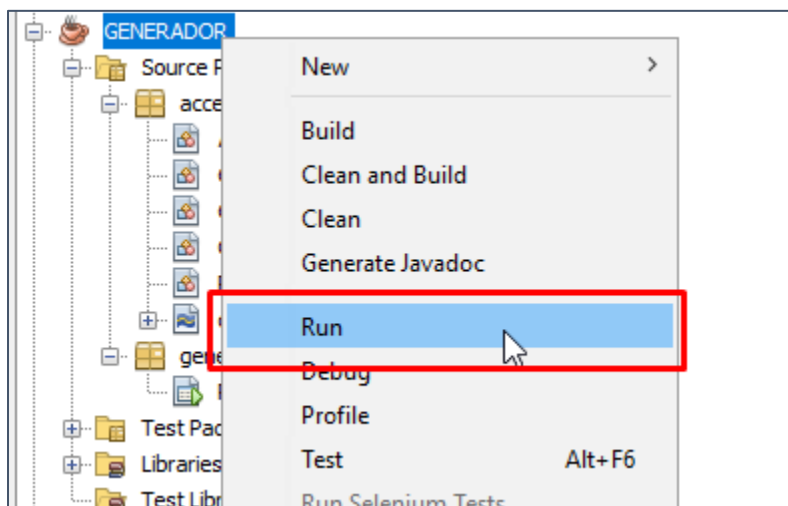 GENERADOR
Source P
New
acce
Build
Clean and Build
Clean
Generate Javadoc
Run
gene
Debug
Profile
Test Pac
Libraries
Test Alt+F6
Test Libr
Run Selenium Tests